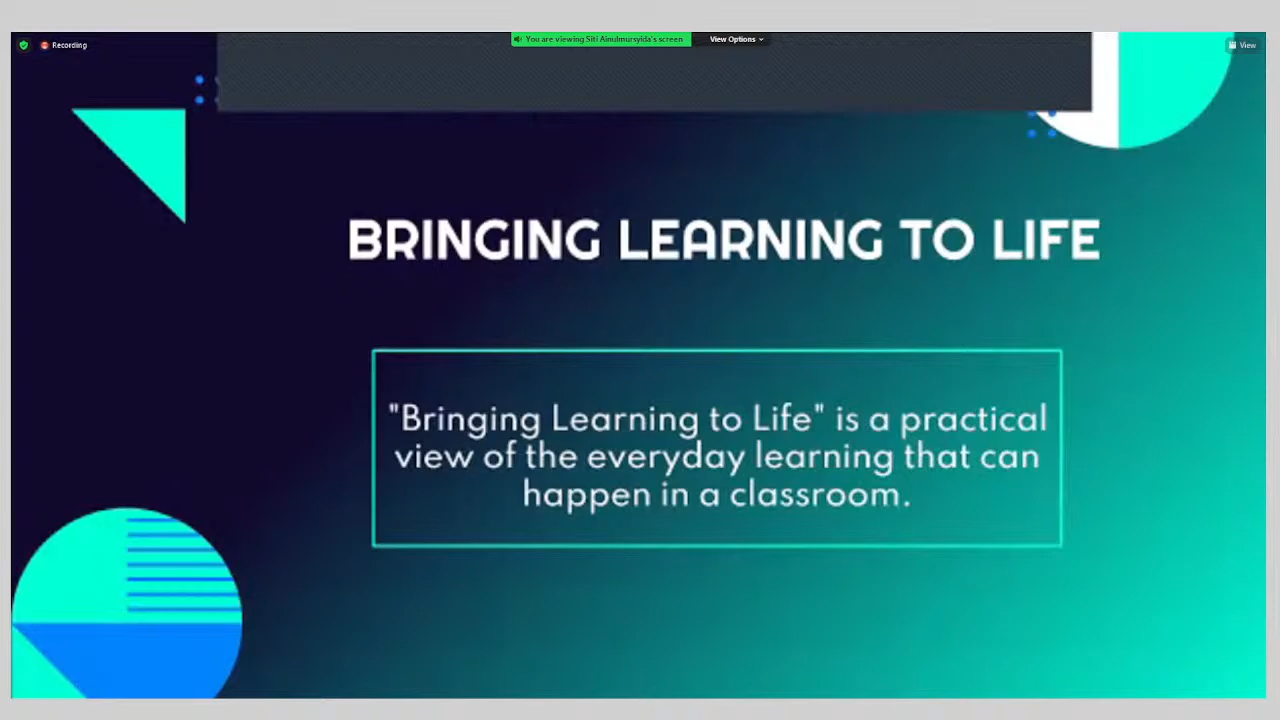 Recording
You are viewing Siti Ainulmursyida's screen
View Options
View
BRINGING LEARNING TO LIFE
"Bringing Learning to Life" is a practical
view of the everyday learning that can
happen in a classroom.